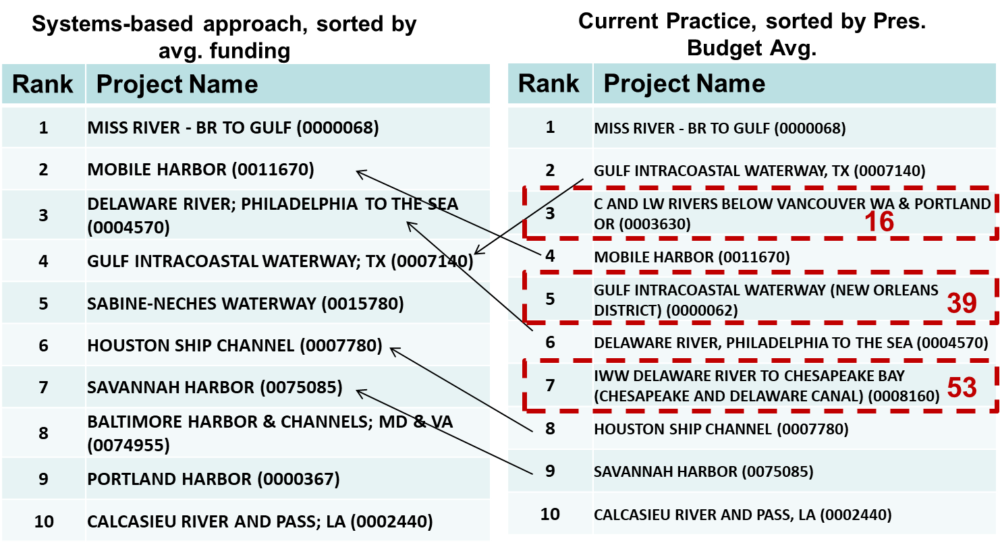 Systems-based approach, sorted by
avg. funding
Rank Project Name
1 MISS RIVER - BR TO GULF (0000068)
2 MOBILE HARBOR (0011670)
3 DELAWARE RIVER; PHILADELPHIA TO THE SEA
(0004570)
4 GULF INTRACOASTAL WATERWAY; TX (0007140)
5 SABINE-NECHES WATERWAY (0015780)
6 HOUSTON SHIP CHANNEL (0007780)
7 SAVANNAH HARBOR (0075085)
8 BALTIMORE HARBOR & CHANNELS; MD & VA
(0074955)
9 PORTLAND HARBOR (0000367)
10 CALCASIEU RIVER AND PASS; LA (0002440)
Current Practice, sorted by Pres.
Budget Avg.
Rank Project Name
1 MISS RIVER - BR TO GULF (0000068)
2 GULF INTRACOASTAL WATERWAY, TX (0007140)
3 C AND LW RIVERS BELOW VANCOUVER WA & PORTLAND
OR (0003630) 16
4 MOBILE HARBOR (0011670)
5 GULF INTRACOASTAL WATERWAY (NEW ORLEANS
DISTRICT) (0000062) 39
6 DELAWARE RIVER, PHILADELPHIA TO THE SEA (0004570)
7 IWW DELAWARE RIVER TO CHESAPEAKE BAY
(CHESAPEAKE AND DELAWARE CANAL) (0008160) 53
8 HOUSTON SHIP CHANNEL (0007780)
9 SAVANNAH HARBOR (0075085)
10 CALCASIEU RIVER AND PASS, LA (0002440)